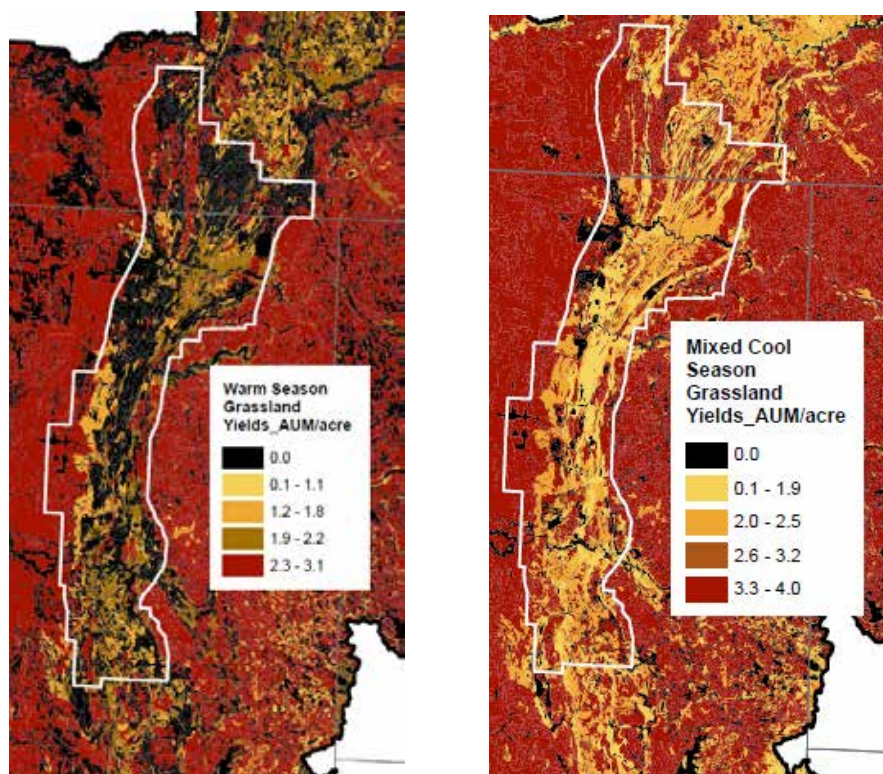 Warm Season
Grassland
Yields_AUM/acre
0.0
0.1 - 1.1
1.2 - 1.8
1.9 - 2.2
2.3 - 3.1
Mixed Cool
Season
Grassland
Yields_AUM/acre
0.0
0.1 - 1.9
2.0 - 2.5
2.6 - 3.2
3.3 - 4.0